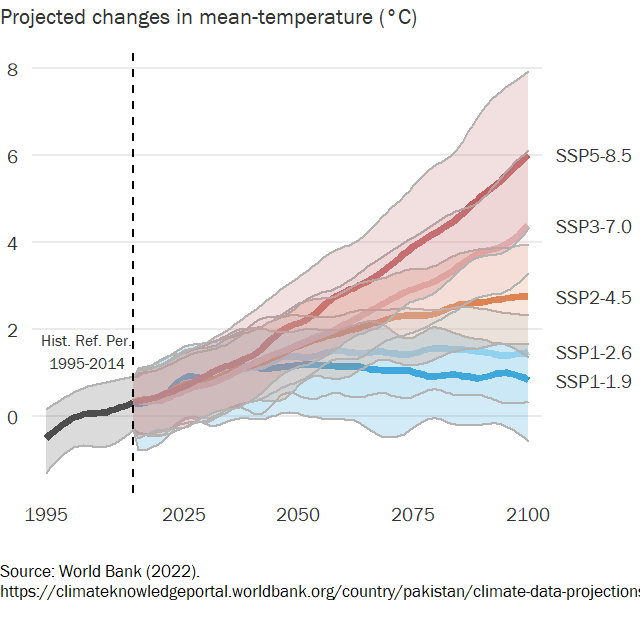 Projected changes in mean-temperature (°C)
8
6
4
2
0
SSP5-8.5
SSP3-7.0
SSP2-4.5
SSP1-2.6
SSP1-1.9
Hist. Ref. Per.
1995-2014
1995 2025 2050 2075 2100
Source: World Bank (2022).
https://climateknowledgeportal.worldbank.org/country/pakistan/climate-data-projections